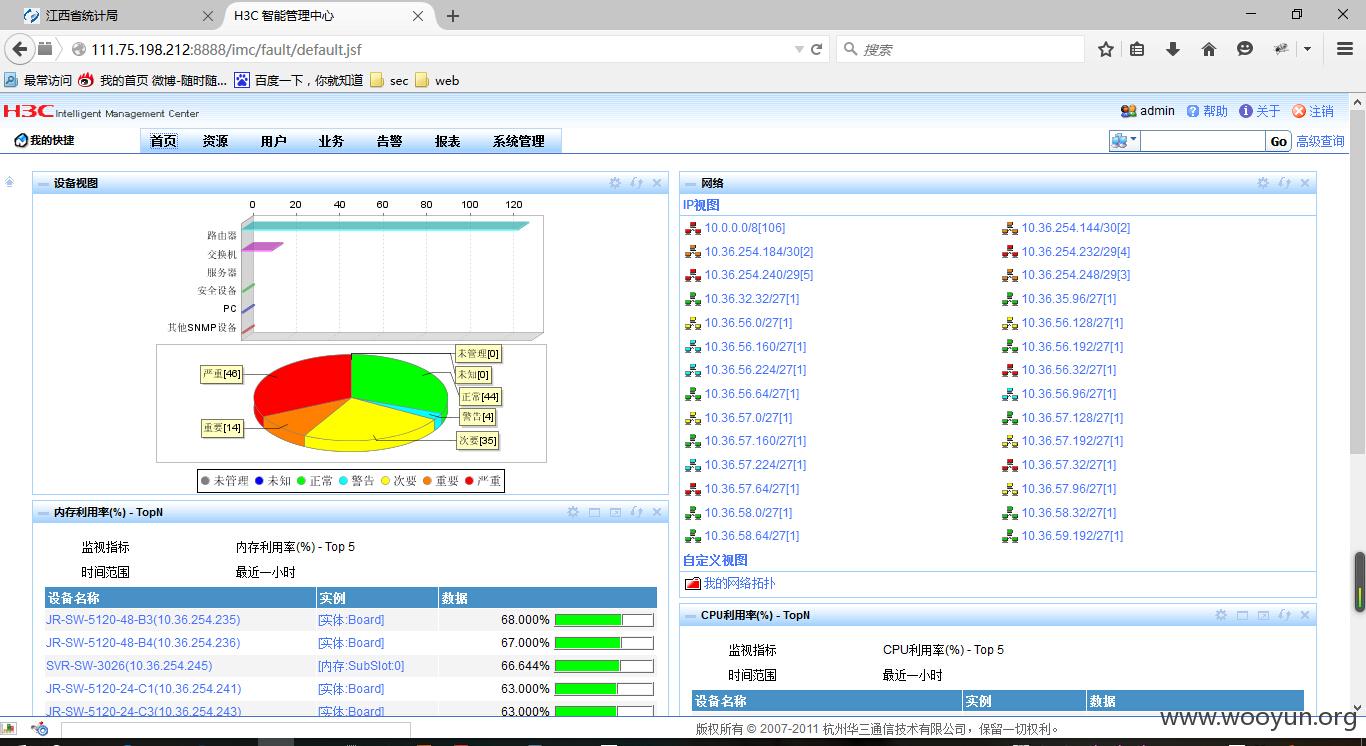 江西省统计局
H3C 智能管理中心
111.75.198.212:8888/imc/fault/default.jsf
搜索
最常访问 我的首页 微博-随时随... 百度一下，你就知道 sec web
H3C Intelligent Management Center
admin 帮助 关于 注销
我的快捷 首页 资源 用户 业务 告警 报表 系统管理 Go 高级查询
设备视图
0 20 40 60 80 100 120
路由器
交换机
服务器
安全设备
PC
其他SNMP设备
未管理[0]
严重[46] 未知[0]
正常[44]
警告[4]
重要[14] 次要[35]
未管理 未知 正常 警告 次要 重要 严重
内存利用率(%) - TopN
监视指标 内存利用率(%) - Top 5
时间范围 最近一小时
设备名称 实例 数据
JR-SW-5120-48-B3(10.36.254.235) [实体:Board] 68.000%
JR-SW-5120-48-B4(10.36.254.236) [实体:Board] 67.000%
SVR-SW-3026(10.36.254.245) [内存:SubSlot:0] 66.644%
JR-SW-5120-24-C1(10.36.254.241) [实体:Board] 63.000%
JR-SW-5120-24-C3(10.36.254.243) [实体:Board] 63.000%
网络
IP视图
10.0.0.0/8[106] 10.36.254.144/30[2]
10.36.254.184/30[2] 10.36.254.232/29[4]
10.36.254.240/29[5] 10.36.254.248/29[3]
10.36.32.32/27[1] 10.36.35.96/27[1]
10.36.56.0/27[1] 10.36.56.128/27[1]
10.36.56.160/27[1] 10.36.56.192/27[1]
10.36.56.224/27[1] 10.36.56.32/27[1]
10.36.56.64/27[1] 10.36.56.96/27[1]
10.36.57.0/27[1] 10.36.57.128/27[1]
10.36.57.160/27[1] 10.36.57.192/27[1]
10.36.57.224/27[1] 10.36.57.32/27[1]
10.36.57.64/27[1] 10.36.57.96/27[1]
10.36.58.0/27[1] 10.36.58.32/27[1]
10.36.58.64/27[1] 10.36.59.192/27[1]
自定义视图
我的网络拓扑
CPU利用率(%) - TopN
监视指标 CPU利用率(%) - Top 5
时间范围 最近一小时
设备名称 实例 数据
版权所有 © 2007-2011 杭州华三通信技术有限公司，保留一切权利。
www.wooyun.org